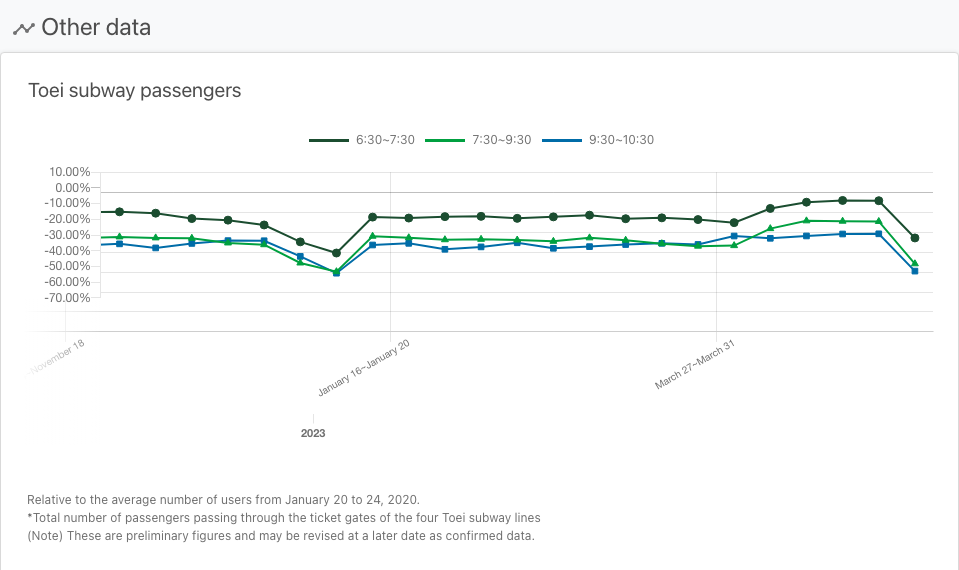 Other data
Toei subway passengers
6:30~7:30 7:30~9:30 9:30~10:30
10.00%
0.00%
-10.00%
-20.00%
-30.00%
-40.00%
-50.00%
-60.00%
-70.00%
-November 18
January 16~January 20
March 27~March 31
2023
Relative to the average number of users from January 20 to 24, 2020.
*Total number of passengers passing through the ticket gates of the four Toei subway lines
(Note) These are preliminary figures and may be revised at a later date as confirmed data.